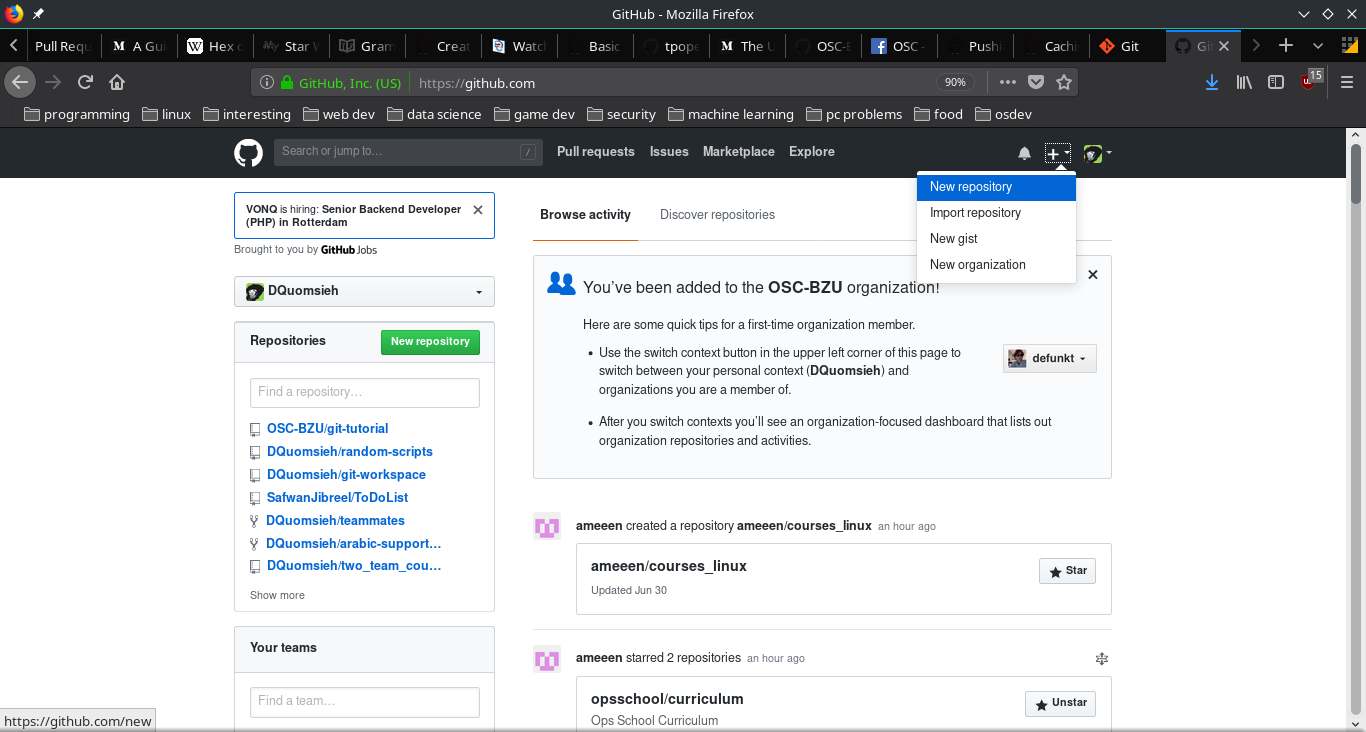 GitHub - Mozilla Firefox
Pull Requ
M A Gui
W Hex c
Star W
Gram
Creat
Watch
Basic
tpope
M The U
OSC-B
OSC -
Pushi
Cachi
Git
Git
GitHub, Inc. (US)
https://github.com
90%
15
programming
linux
interesting
web dev
data science
game dev
security
machine learning
pc problems
food
osdev
Search or jump to…
/
Pull requests
Issues
Marketplace
Explore
New repository
Import repository
New gist
New organization
VONQ is hiring: Senior Backend Developer
(PHP) in Rotterdam
Brought to you by GitHub Jobs
DQuomsieh
Repositories
New repository
Find a repository…
OSC-BZU/git-tutorial
DQuomsieh/random-scripts
DQuomsieh/git-workspace
SafwanJibreel/ToDoList
DQuomsieh/teammates
DQuomsieh/arabic-support…
DQuomsieh/two_team_cou…
Show more
Your teams
Find a team…
Browse activity
Discover repositories
You’ve been added to the OSC-BZU organization!
Here are some quick tips for a first-time organization member.
• Use the switch context button in the upper left corner of this page to
switch between your personal context (DQuomsieh) and
organizations you are a member of.
defunkt
• After you switch contexts you’ll see an organization-focused dashboard that lists out
organization repositories and activities.
ameeen created a repository ameeen/courses_linux an hour ago
ameeen/courses_linux
Star
Updated Jun 30
ameeen starred 2 repositories an hour ago
opsschool/curriculum
Unstar
Ops School Curriculum
https://github.com/new